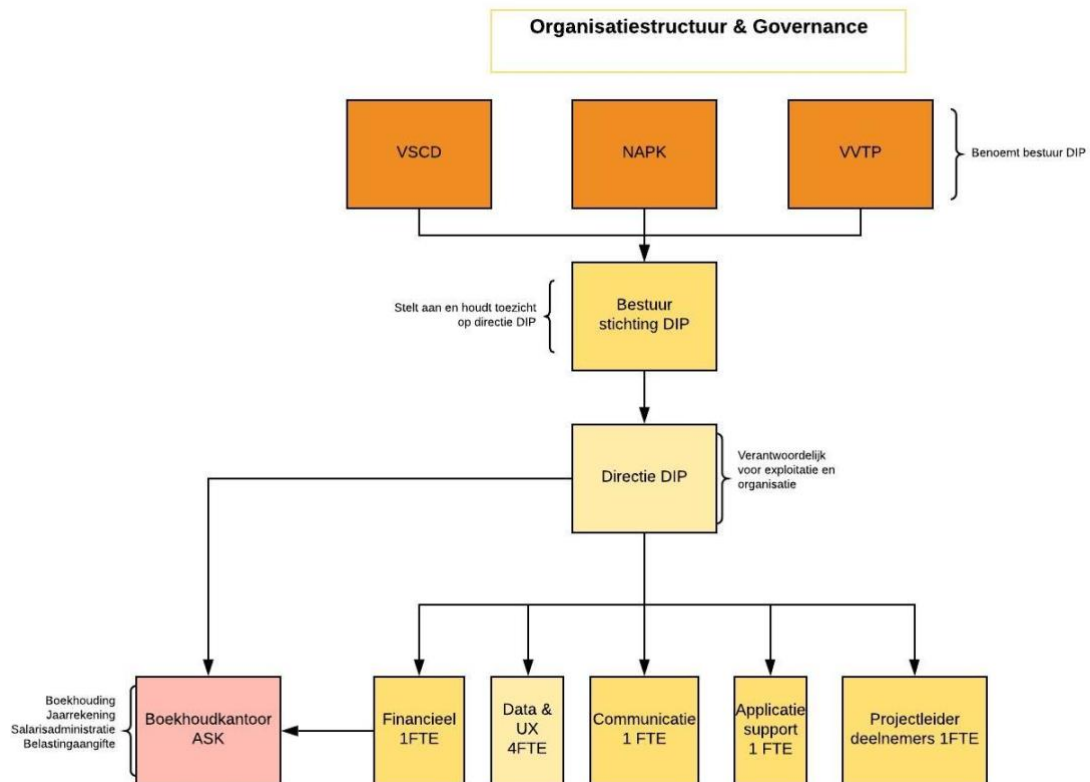 Organisatiestructuur & Governance
VSCD
NAPK
VVTP
Benoemt bestuur DIP
Stelt aan en houdt toezicht
op directie DIP
Bestuur
stichting DIP
Directie DIP
Verantwoordelijk
voor exploitatie en
organisatie
Boekhouding
Jaarrekening
Salarisadministratie
Belastingaangifte
Boekhoudkantoor
ASK
Financieel
1FTE
Data &
UX
4FTE
Communicatie
1 FTE
Applicatie
support
1 FTE
Projectleider
deelnemers 1FTE